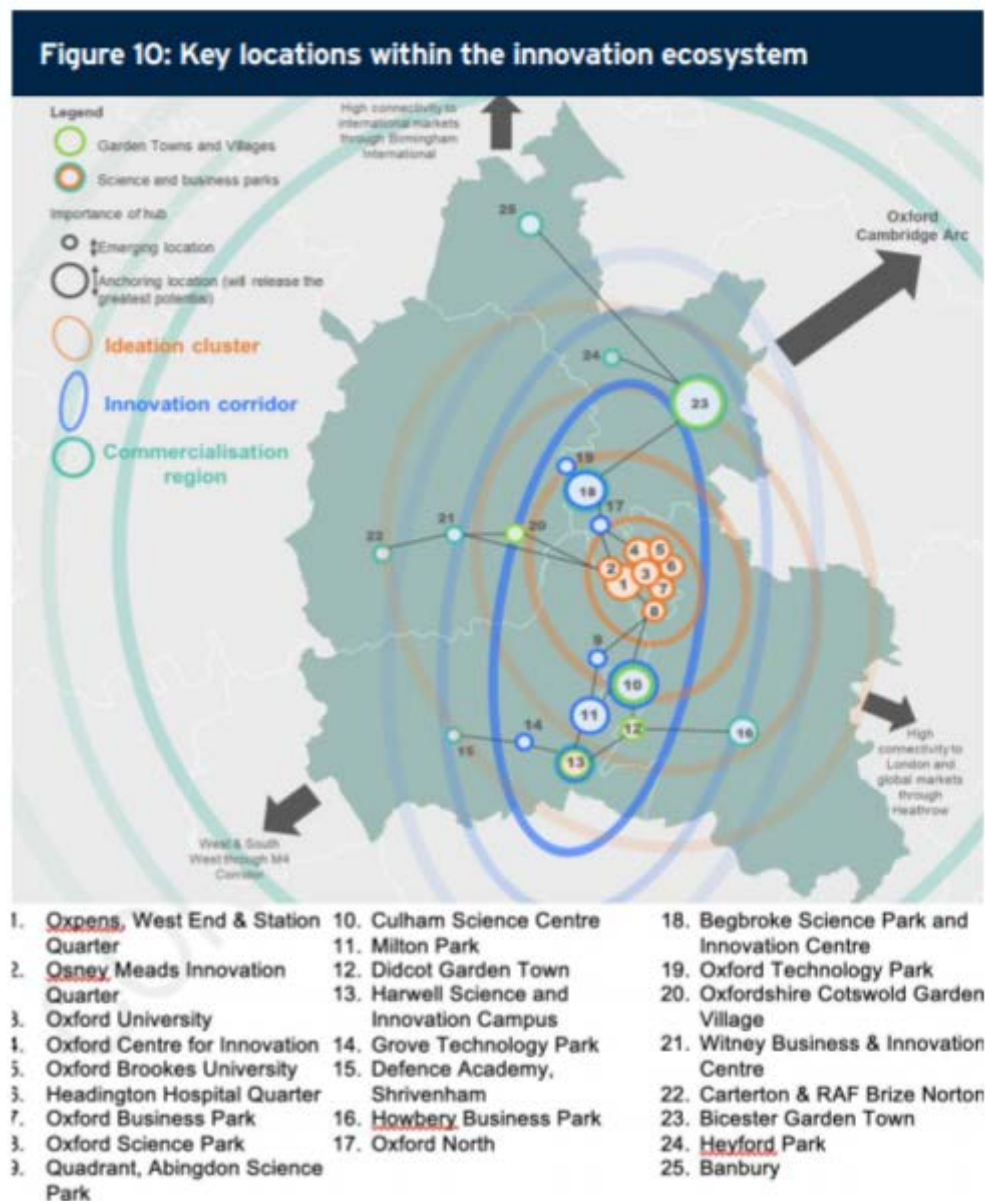 Figure 10: Key locations within the innovation ecosystem
Legend
Garden Towns and Villages
Science and business parks
Importance of hub
Emerging location
Anchoring location (will release the
greatest potential)
Ideation cluster
Innovation corridor
Commercialisation
region
High connectivity to
international markets
through Birmingham
International
Oxford
Cambridge Arc
High
connectivity to
London and
global markets
through
Heathrow
West & South
West through M4
Corridor
25
24
23
19
18
17
22
21
20
4
5
2
3
6
1
7
8
9
10
11
12
14
13
15
16
1. Oxpens, West End & Station
Quarter
2. Osney Meads Innovation
Quarter
3. Oxford University
4. Oxford Centre for Innovation
5. Oxford Brookes University
6. Headington Hospital Quarter
7. Oxford Business Park
8. Oxford Science Park
9. Quadrant, Abingdon Science
Park
10. Culham Science Centre
11. Milton Park
12. Didcot Garden Town
13. Harwell Science and
Innovation Campus
14. Grove Technology Park
15. Defence Academy,
Shrivenham
16. Howbery Business Park
17. Oxford North
18. Begbroke Science Park and
Innovation Centre
19. Oxford Technology Park
20. Oxfordshire Cotswold Garden
Village
21. Witney Business & Innovation
Centre
22. Carterton & RAF Brize Norton
23. Bicester Garden Town
24. Heyford Park
25. Banbury